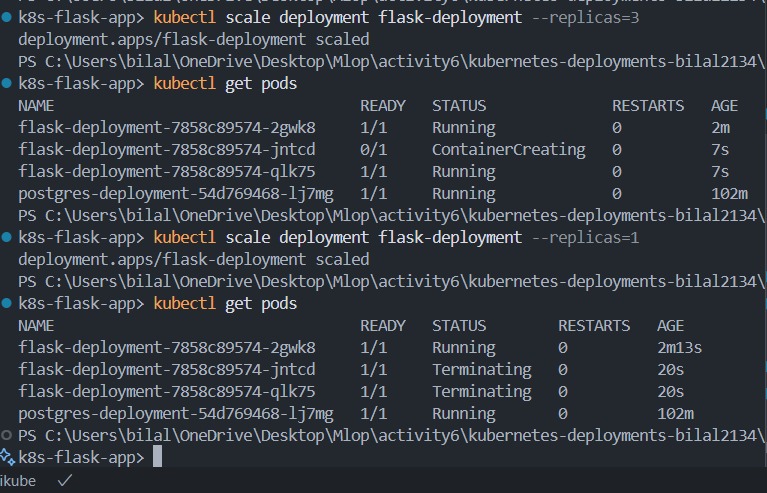 k8s-flask-app> kubectl scale deployment flask-deployment --replicas=3
deployment.apps/flask-deployment scaled
PS C:\Users\bilal\OneDrive\Desktop\Mlop\activity6\kubernetes-deployments-bilal2134\
k8s-flask-app> kubectl get pods
NAME READY STATUS RESTARTS AGE
flask-deployment-7858c89574-2gwk8 1/1 Running 0 2m
flask-deployment-7858c89574-jntcd 0/1 ContainerCreating 0 7s
flask-deployment-7858c89574-qlk75 1/1 Running 0 7s
postgres-deployment-54d769468-lj7mg 1/1 Running 0 102m
PS C:\Users\bilal\OneDrive\Desktop\Mlop\activity6\kubernetes-deployments-bilal2134\
k8s-flask-app> kubectl scale deployment flask-deployment --replicas=1
deployment.apps/flask-deployment scaled
PS C:\Users\bilal\OneDrive\Desktop\Mlop\activity6\kubernetes-deployments-bilal2134\
k8s-flask-app> kubectl get pods
NAME READY STATUS RESTARTS AGE
flask-deployment-7858c89574-2gwk8 1/1 Running 0 2m13s
flask-deployment-7858c89574-jntcd 1/1 Terminating 0 20s
flask-deployment-7858c89574-qlk75 1/1 Terminating 0 20s
postgres-deployment-54d769468-lj7mg 1/1 Running 0 102m
PS C:\Users\bilal\OneDrive\Desktop\Mlop\activity6\kubernetes-deployments-bilal2134\
k8s-flask-app>
ikube